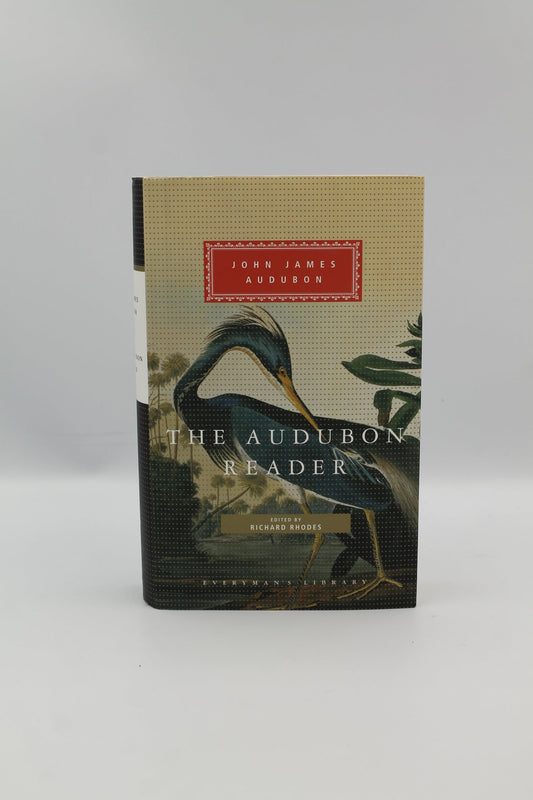 JOHN JAMES
AUDUBON
THE AUDUBON
READER
EDITED BY
RICHARD RHODES
EVERYMAN'S LIBRARY